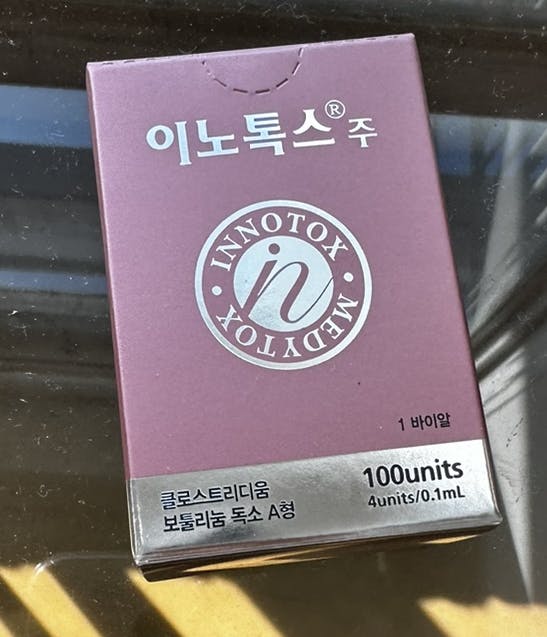 이노톡스® 주
INNOTOX · MEDYTOX ·
in
1 바이알
클로스트리디움
보툴리눔 독소 A형
100units
4units/0.1mL